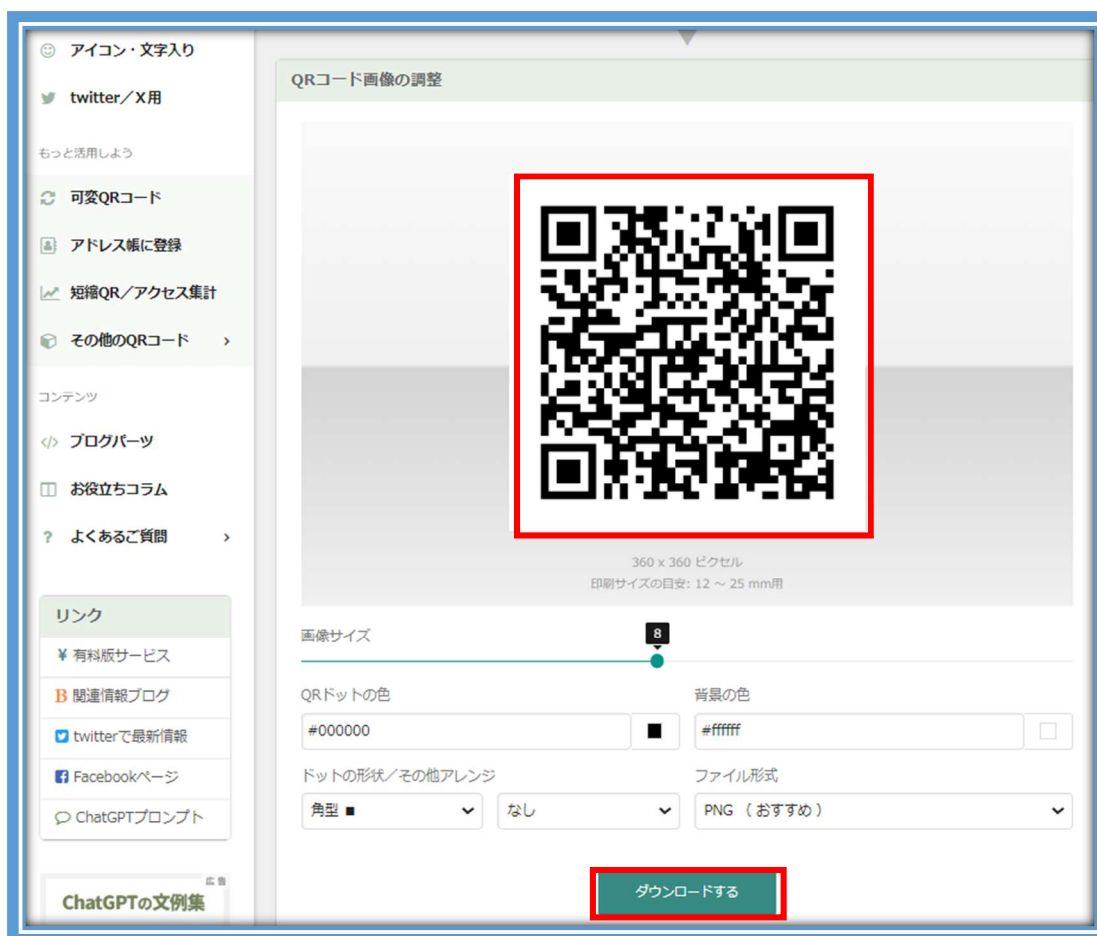 アイコン・文字入り
twitter／X用
もっと活用しよう
可変QRコード
アドレス帳に登録
短縮QR／アクセス集計
その他のQRコード
コンテンツ
ブログパーツ
お役立ちコラム
よくあるご質問
リンク
¥ 有料版サービス
B 関連情報ブログ
twitterで最新情報
Facebookページ
ChatGPTプロンプト
広告
ChatGPTの文例集
QRコード画像の調整
360 x 360 ピクセル
印刷サイズの目安: 12 ～ 25 mm用
画像サイズ
8
QRドットの色
背景の色
#000000
#ffffff
ドットの形状／その他アレンジ
ファイル形式
角型 ■
なし
PNG （ おすすめ ）
ダウンロードする